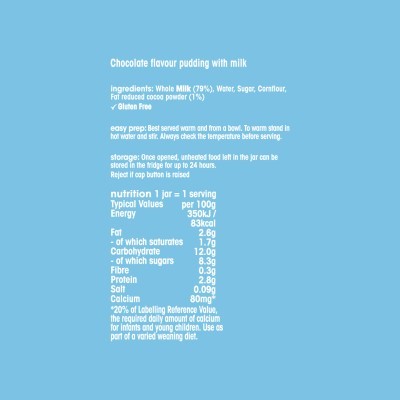 Chocolate flavour pudding with milk
ingredients: Whole Milk (79%), Water, Sugar, Cornflour,
Fat reduced cocoa powder (1%)
✓ Gluten Free
easy prep: Best served warm and from a bowl. To warm stand in
hot water and stir. Always check the temperature before serving.
storage: Once opened, unheated food left in the jar can be
stored in the fridge for up to 24 hours.
Reject if cap button is raised
nutrition 1 jar = 1 serving
Typical Values per 100g
Energy 350kJ /
83kcal
Fat 2.6g
- of which saturates 1.7g
Carbohydrate 12.0g
- of which sugars 8.3g
Fibre 0.3g
Protein 2.8g
Salt 0.09g
Calcium 80mg*
*20% of Labelling Reference Value,
the required daily amount of calcium
for infants and young children. Use as
part of a varied weaning diet.